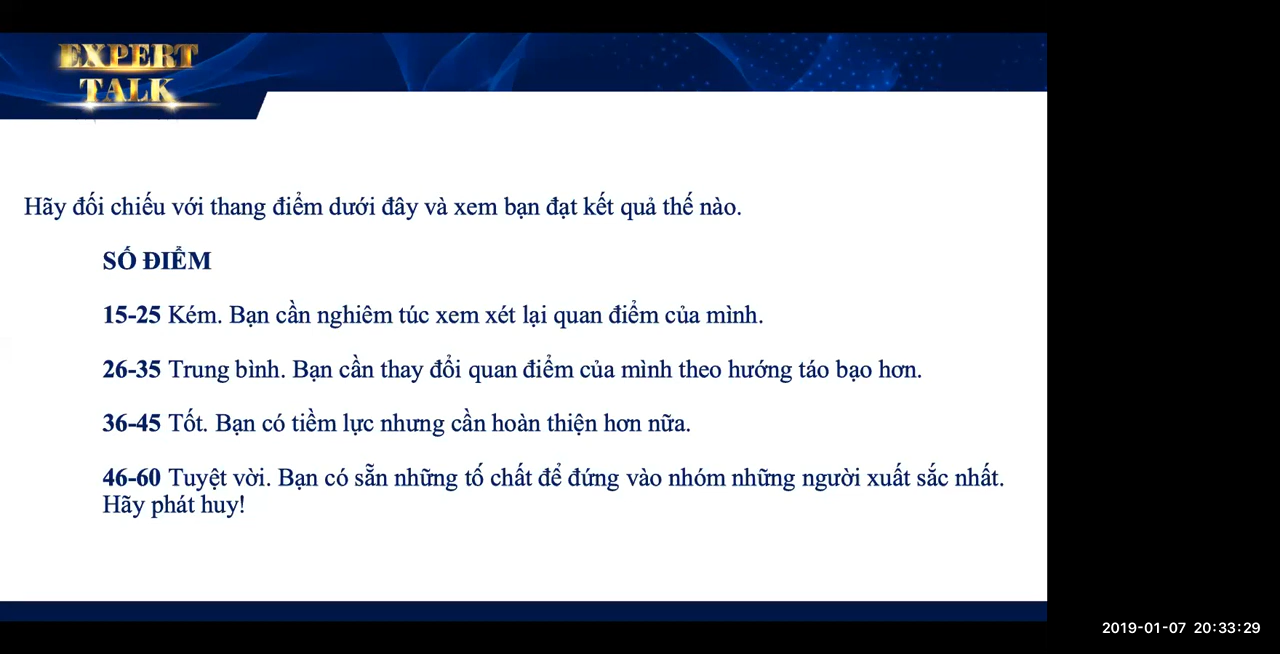 EXPERT
TALK
Hãy đối chiếu với thang điểm dưới đây và xem bạn đạt kết quả thế nào.
SỐ ĐIỂM
15-25 Kém. Bạn cần nghiêm túc xem xét lại quan điểm của mình.
26-35 Trung bình. Bạn cần thay đổi quan điểm của mình theo hướng táo bạo hơn.
36-45 Tốt. Bạn có tiềm lực nhưng cần hoàn thiện hơn nữa.
46-60 Tuyệt vời. Bạn có sẵn những tố chất để đứng vào nhóm những người xuất sắc nhất.
Hãy phát huy!
2019-01-07 20:33:29